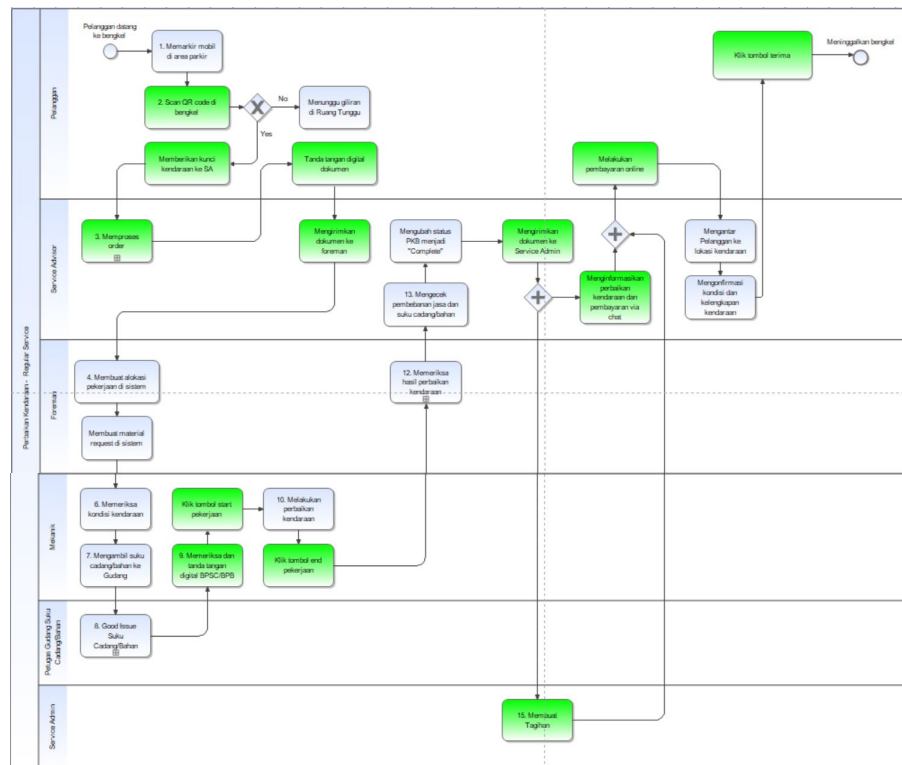 Perbaikan Kendaraan - Regular Service
Pelanggan
Pelanggan datang
ke bengkel
1. Memarkir mobil
di area parkir
2. Scan QR code di
bengkel
No
Yes
Menunggu giliran
di Ruang Tunggu
Memberikan kunci
kendaraan ke SA
Tanda tangan digital
dokumen
Melakukan
pembayaran online
Klik tombol terima
Meninggalkan bengkel
Service Advisor
3. Memproses
order
Mengirimkan
dokumen ke
foreman
Mengubah status
PKB menjadi
"Complete"
13. Mengecek
pembebanan jasa dan
suku cadang/bahan
Mengirimkan
dokumen ke
Service Admin
Menginformasikan
perbaikan
kendaraan dan
pembayaran via
chat
Mengantar
Pelanggan ke
lokasi kendaraan
Mengonfirmasi
kondisi dan
kelengkapan
kendaraan
Foreman
4. Membuat alokasi
pekerjaan di sistem
Membuat material
request di sistem
12. Memeriksa
hasil perbaikan
kendaraan
Mekanik
6. Memeriksa
kondisi kendaraan
7. Mengambil suku
cadang/bahan ke
Gudang
Klik tombol start
pekerjaan
9. Memeriksa dan
tanda tangan
digital BPSC/BPB
10. Melakukan
perbaikan
kendaraan
Klik tombol end
pekerjaan
Petugas Gudang Suku
Cadang/Bahan
8. Good Issue
Suku
Cadang/Bahan
Service Admin
15. Membuat
Tagihan